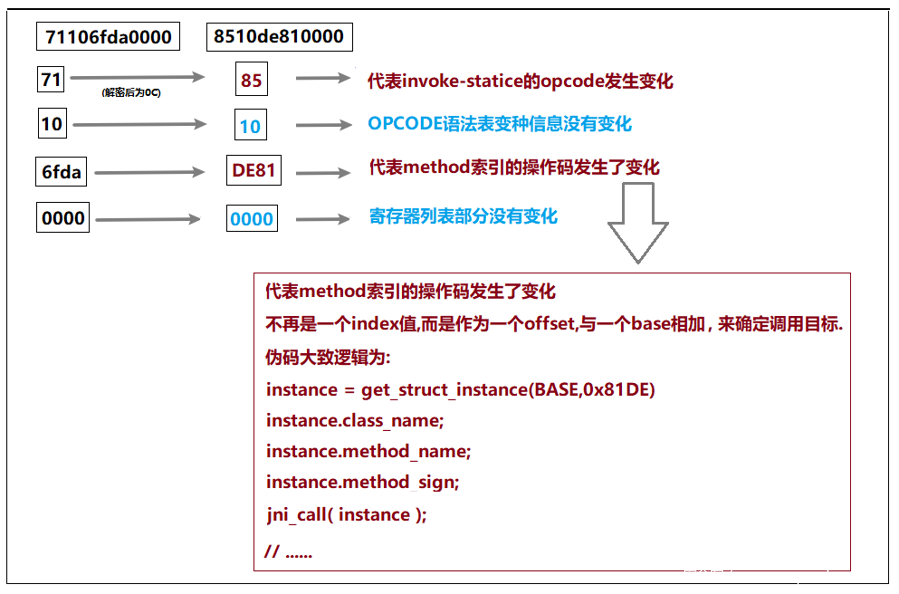 71106fda0000 8510de810000
71 85 代表invoke-statice的opcode发生变化
(解密后为0C)
10 10 OPCODE语法表变种信息没有变化
6fda DE81 代表method索引的操作码发生了变化
0000 0000 寄存器列表部分没有变化
代表method索引的操作码发生了变化
不再是一个index值,而是作为一个offset,与一个base相加，来确定调用目标.
伪码大致逻辑为:
instance = get_struct_instance(BASE,0x81DE)
instance.class_name;
instance.method_name;
instance.method_sign;
jni_call( instance );
// ......